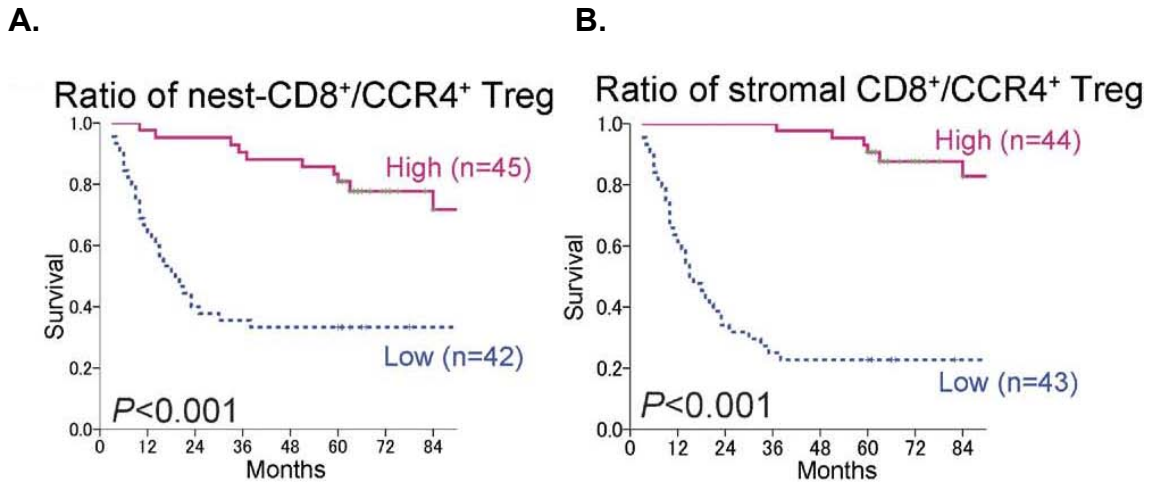 A.
Ratio of nest-CD8⁺/CCR4⁺ Treg
1.0
0.8
0.6
0.4
0.2
0.0
Survival
High (n=45)
Low (n=42)
P<0.001
0 12 24 36 48 60 72 84
Months
B.
Ratio of stromal CD8⁺/CCR4⁺ Treg
1.0
0.8
0.6
0.4
0.2
0.0
Survival
High (n=44)
Low (n=43)
P<0.001
0 12 24 36 48 60 72 84
Months